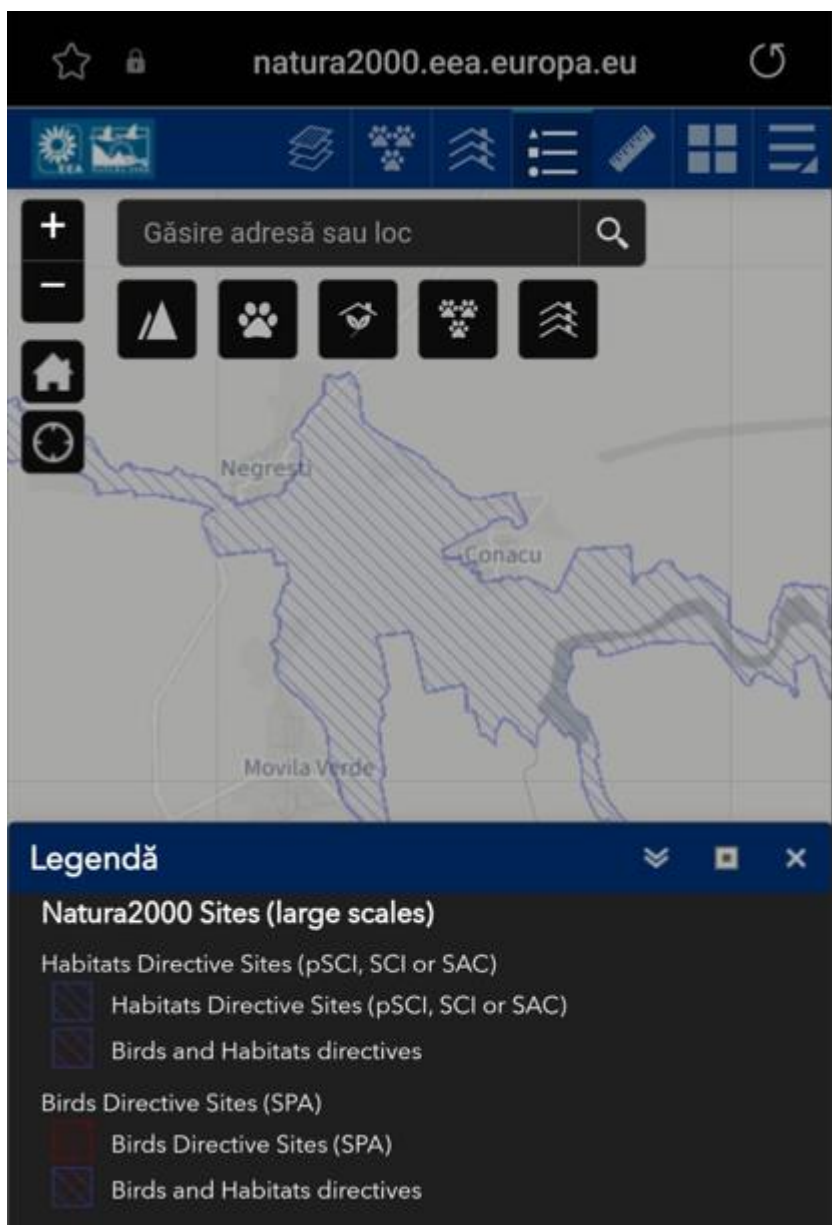 natura2000.eea.europa.eu
EEA
Găsire adresă sau loc
Negresti
Conacu
Movila Verde
Legendă
Natura2000 Sites (large scales)
Habitats Directive Sites (pSCI, SCI or SAC)
Habitats Directive Sites (pSCI, SCI or SAC)
Birds and Habitats directives
Birds Directive Sites (SPA)
Birds Directive Sites (SPA)
Birds and Habitats directives